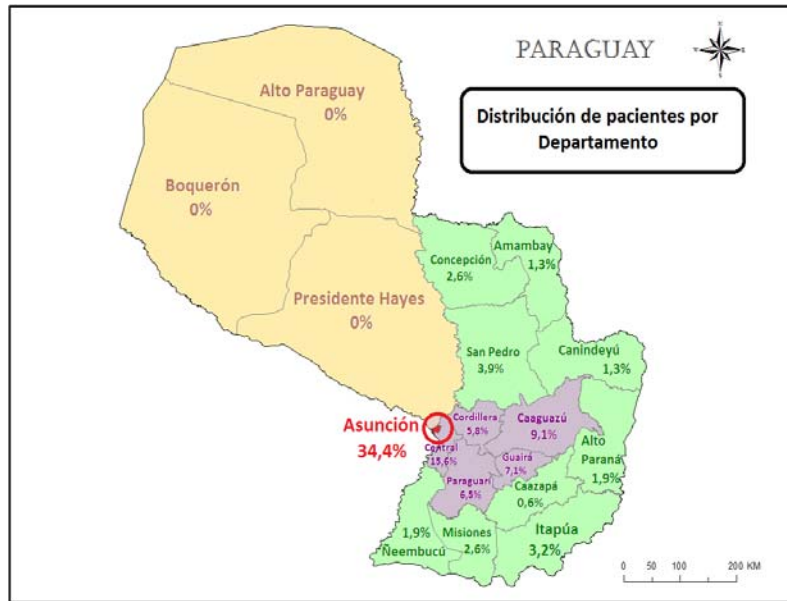 PARAGUAY
Distribución de pacientes por
Departamento
Alto Paraguay
0%
Boquerón
0%
Presidente Hayes
0%
Concepción
2,6%
Amambay
1,3%
San Pedro
3,9%
Canindeyú
1,3%
Asunción
34,4%
Cordillera
5,8%
Caaguazú
9,1%
Central
15,6%
Guairá
7,1%
Alto
Paraná
1,9%
Paraguarí
6,5%
Caazapá
0,6%
1,9%
Ñeembucú
Misiones
2,6%
Itapúa
3,2%
0 50 100 200 KM